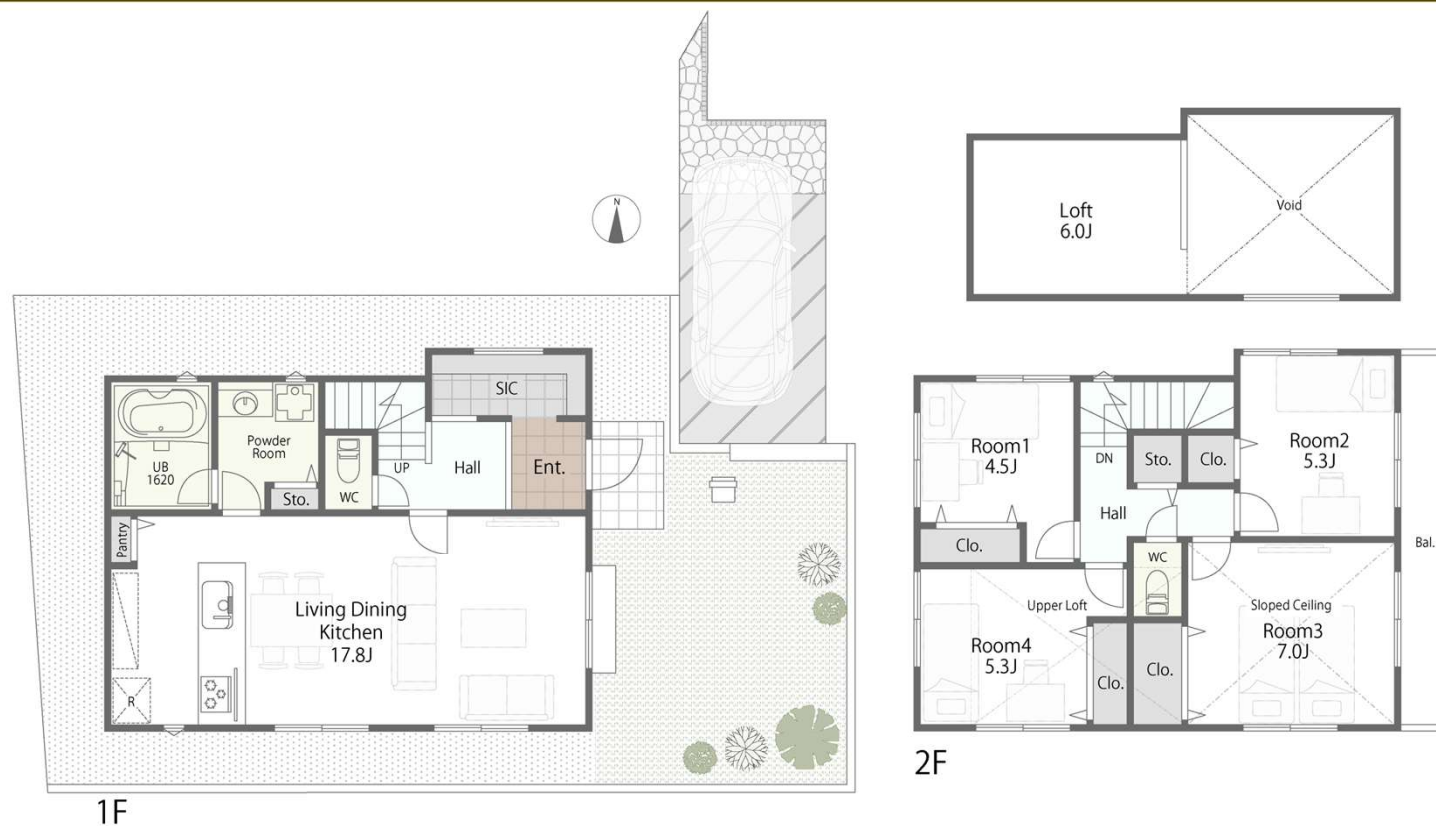 N
Loft
6.0J
Void
SIC
UB
1620
Powder
Room
Sto.
WC
UP
Hall
Ent.
Pantry
R
Living Dining
Kitchen
17.8J
1F
Room1
4.5J
Clo.
DN
Hall
Sto.
Clo.
Room2
5.3J
Bal.
WC
Upper Loft
Room4
5.3J
Clo.
Clo.
Sloped Ceiling
Room3
7.0J
2F